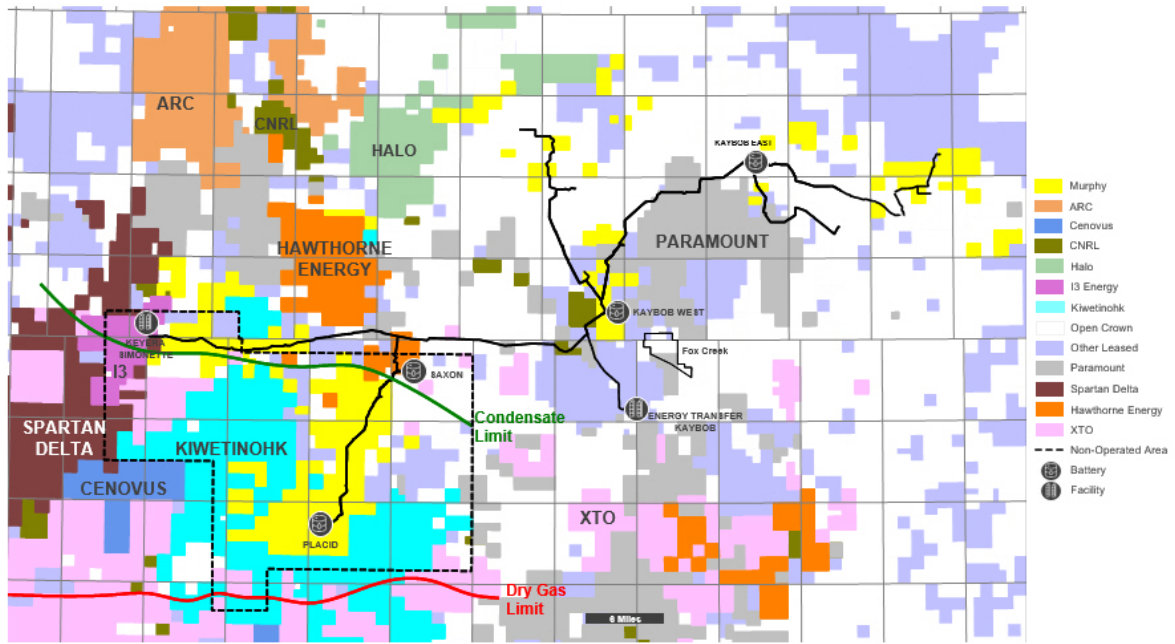 ARC
CNRL
HALO
KAYBOB EAST
HAWTHORNE
ENERGY
PARAMOUNT
KAYBOB WEST
KEYERA
SIMONETTE
I3
SAXON
Fox Creek
Condensate
Limit
ENERGY TRANSFER
KAYBOB
SPARTAN
DELTA
KIWETINOHK
CENOVUS
XTO
PLACID
Dry Gas
Limit
6 Miles
Murphy
ARC
Cenovus
CNRL
Halo
I3 Energy
Kiwetinohk
Open Crown
Other Leased
Paramount
Spartan Delta
Hawthorne Energy
XTO
Non-Operated Area
Battery
Facility